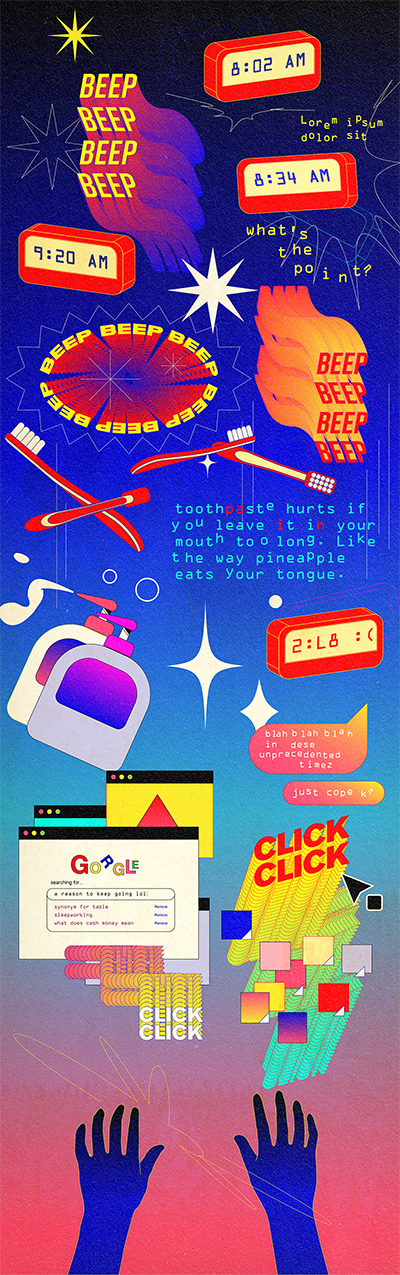 BEEP
BEEP
BEEP
BEEP
8:02 AM
Lorem ipsum
dolor sit
8:34 AM
9:20 AM
what's
the
point?
BEEP BEEP BEEP BEEP BEEP BEEP
BEEP
BEEP
BEEP
BEEP
toothpaste hurts if
you leave it in your
mouth too long. Like
the way pineapple
eats your tongue.
2:L8 :(
blah blah blah
in dese
unprecedented
timez
just cope k?
GORGLE
searching for...
a reason to keep going lol
synonym for table Remove
sleepworking Remove
what does cash money mean Remove
CLICK
CLICK
CLICK
CLICK